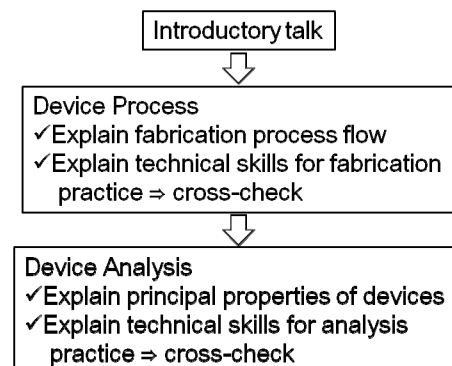 Introductory talk
Device Process
✓Explain fabrication process flow
✓Explain technical skills for fabrication
practice ⇒ cross-check
Device Analysis
✓Explain principal properties of devices
✓Explain technical skills for analysis
practice ⇒ cross-check